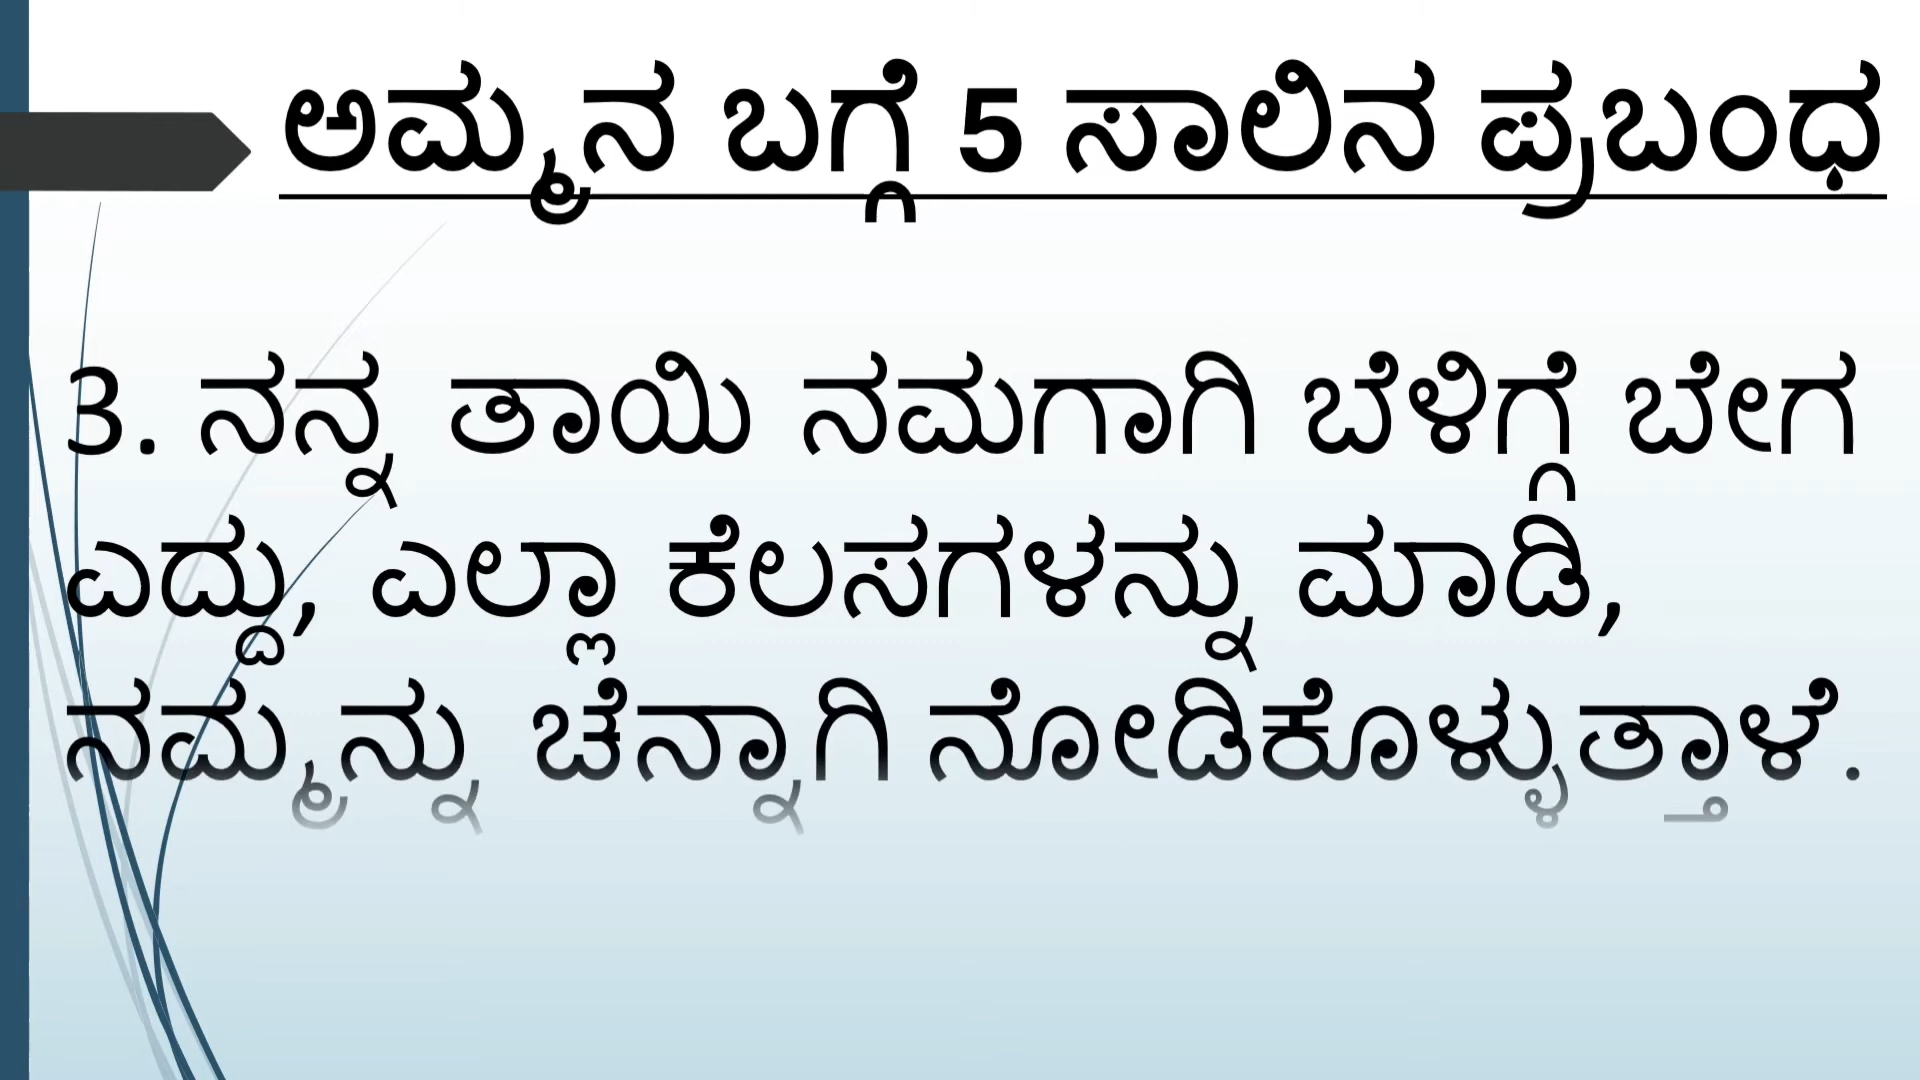 ಅಮ್ಮನ ಬಗ್ಗೆ 5 ಸಾಲಿನ ಪ್ರಬಂಧ
3. ನನ್ನ ತಾಯಿ ನಮಗಾಗಿ ಬೆಳಿಗ್ಗೆ ಬೇಗ
ಎದ್ದು, ಎಲ್ಲಾ ಕೆಲಸಗಳನ್ನು ಮಾಡಿ,
ನಮ್ಮನ್ನು ಚೆನ್ನಾಗಿ ನೋಡಿಕೊಳ್ಳುತ್ತಾಳೆ.